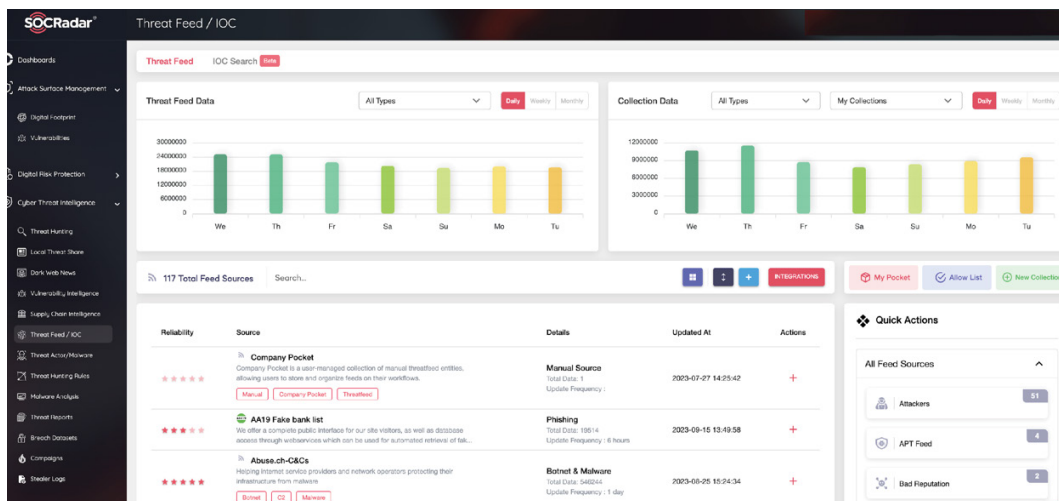 SOCRadar®
Threat Feed / IOC
Dashboards
Attack Surface Management
Digital Footprint
Vulnerabilities
Digital Risk Protection
Cyber Threat Intelligence
Threat Hunting
Local Threat Share
Dark Web News
Vulnerability Intelligence
Supply Chain Intelligence
Threat Feed / IOC
Threat Actor/Malware
Threat Hunting Rules
Malware Analysis
Threat Reports
Breach Datasets
Campaigns
Stealer Logs
Threat Feed IOC Search Beta
Threat Feed Data All Types Daily Weekly Monthly
30000000
24000000
18000000
12000000
6000000
0
We Th Fr Sa Su Mo Tu
Collection Data All Types My Collections Daily Weekly Monthly
12000000
9000000
6000000
3000000
0
We Th Fr Sa Su Mo Tu
117 Total Feed Sources Search... INTEGRATIONS
My Pocket Allow List New Collection
Reliability Source Details Updated At Actions
Company Pocket
Company Pocket is a user-managed collection of manual threatfeed entities,
allowing users to store and organize feeds on their workflows.
Manual Company Pocket Threatfeed
Manual Source
Total Data: 1
Update Frequency :
2023-07-27 14:25:42
AA19 Fake bank list
We offer a complete public interface for our site visitors, as well as database
access through webservices which can be used for automated retrieval of fak...
Phishing
Total Data: 19514
Update Frequency : 6 hours
2023-09-15 13:49:58
Abuse.ch-C&Cs
Helping internet service providers and network operators protecting their
infrastructure from malware
Botnet C2 Malware
Botnet & Malware
Total Data: 548244
Update Frequency : 1 day
2023-08-25 15:24:34
Quick Actions
All Feed Sources
Attackers 51
APT Feed 4
Bad Reputation 2